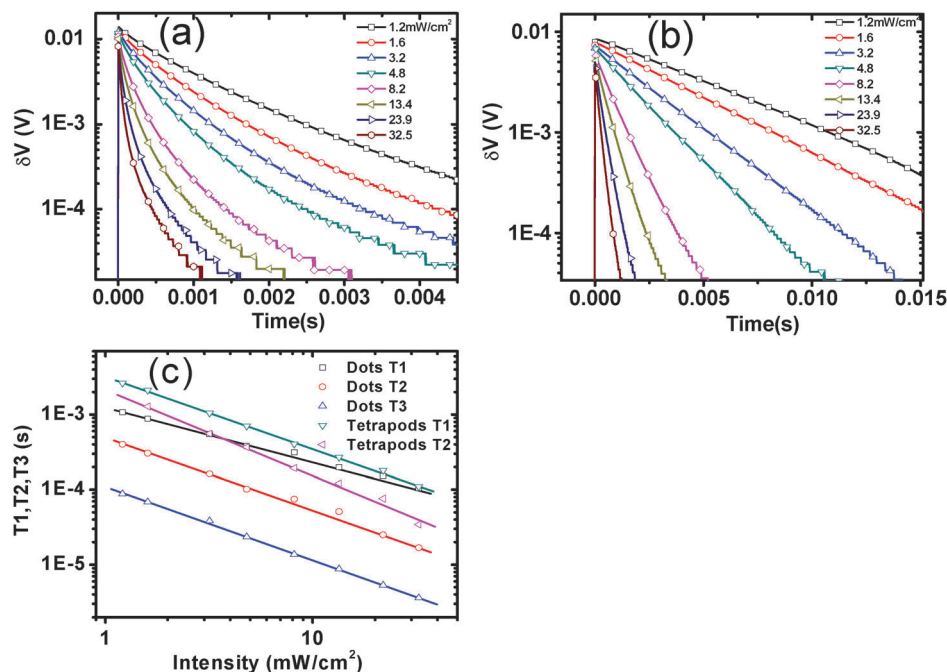 (a)
0.01
1E-3
1E-4
δV (V)
0.000 0.001 0.002 0.003 0.004
Time(s)
1.2mW/cm²
1.6
3.2
4.8
8.2
13.4
23.9
32.5
(b)
0.01
1E-3
1E-4
δV (V)
0.000 0.005 0.010 0.015
Time(s)
1.2mW/cm²
1.6
3.2
4.8
8.2
13.4
23.9
32.5
(c)
1E-3
1E-4
1E-5
T1,T2,T3 (s)
1 10
Intensity (mW/cm²)
Dots T1
Dots T2
Dots T3
Tetrapods T1
Tetrapods T2